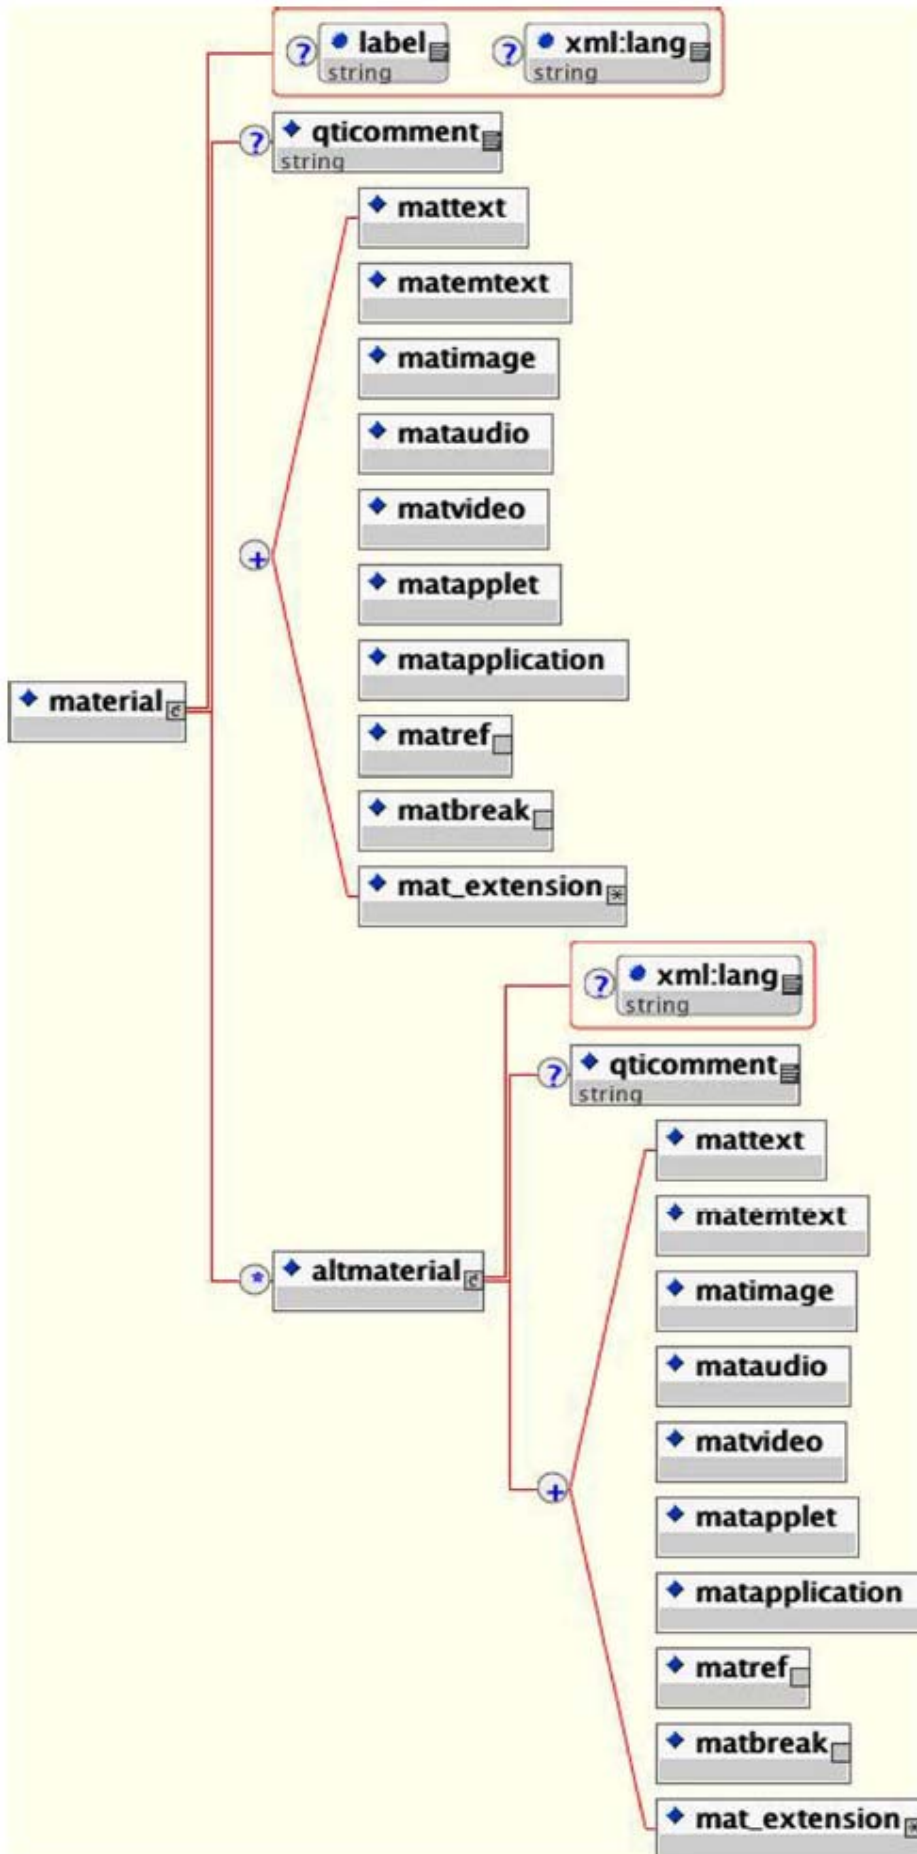 label xml:lang
string string
qticomment
string
mattext
matemtext
matimage
mataudio
matvideo
matapplet
matapplication
material
matref
matbreak
mat_extension
xml:lang
string
qticomment
string
mattext
matemtext
matimage
altmaterial
mataudio
matvideo
matapplet
matapplication
matref
matbreak
mat_extension